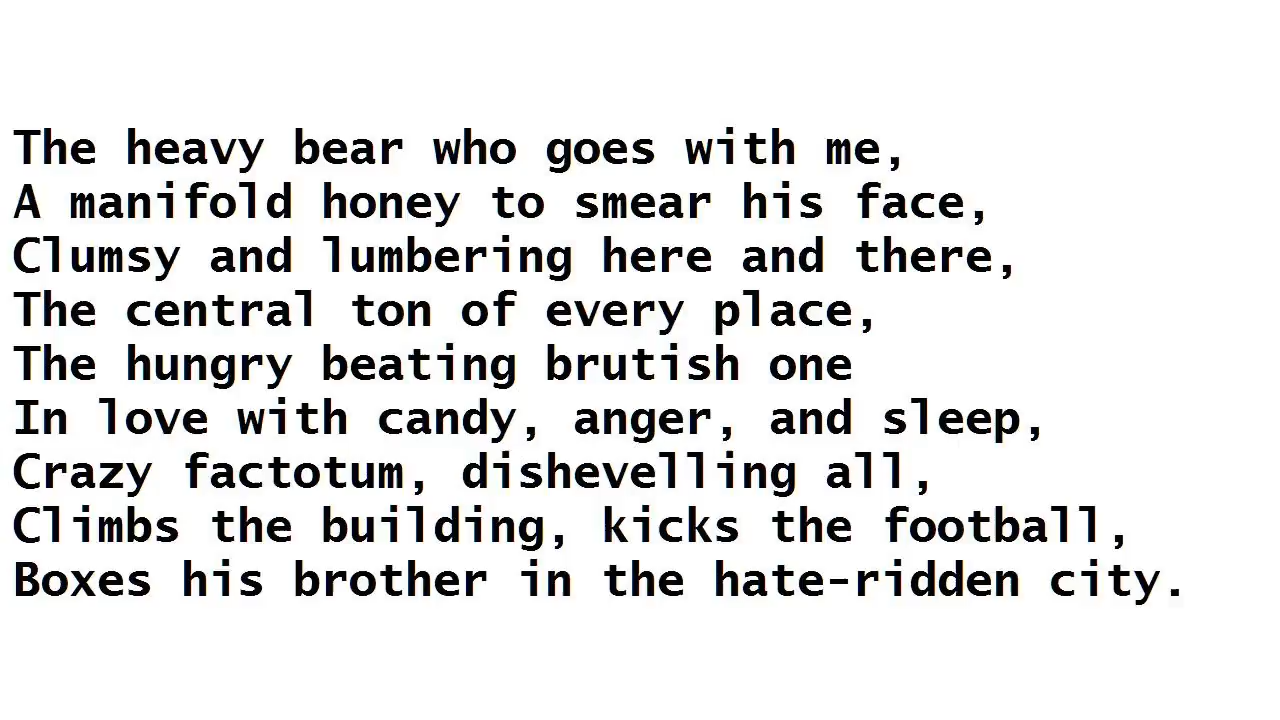 The heavy bear who goes with me,
A manifold honey to smear his face,
Clumsy and lumbering here and there,
The central ton of every place,
The hungry beating brutish one
In love with candy, anger, and sleep,
Crazy factotum, dishevelling all,
Climbs the building, kicks the football,
Boxes his brother in the hate-ridden city.